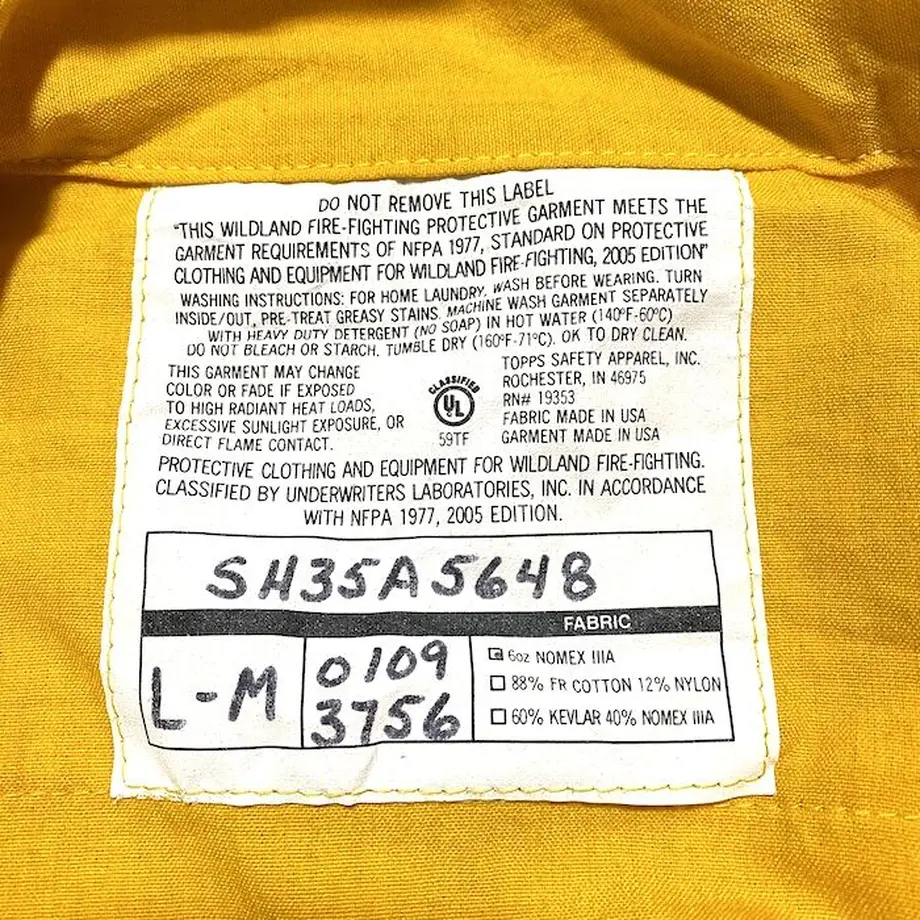 DO NOT REMOVE THIS LABEL
"THIS WILDLAND FIRE-FIGHTING PROTECTIVE GARMENT MEETS THE
GARMENT REQUIREMENTS OF NFPA 1977, STANDARD ON PROTECTIVE
CLOTHING AND EQUIPMENT FOR WILDLAND FIRE-FIGHTING, 2005 EDITION"
WASHING INSTRUCTIONS: FOR HOME LAUNDRY. WASH BEFORE WEARING. TURN
INSIDE/OUT, PRE-TREAT GREASY STAINS. MACHINE WASH GARMENT SEPARATELY
WITH HEAVY DUTY DETERGENT (NO SOAP) IN HOT WATER (140°F-60°C)
DO NOT BLEACH OR STARCH. TUMBLE DRY (160°F-71°C). OK TO DRY CLEAN.
THIS GARMENT MAY CHANGE
COLOR OR FADE IF EXPOSED
TO HIGH RADIANT HEAT LOADS,
EXCESSIVE SUNLIGHT EXPOSURE, OR
DIRECT FLAME CONTACT.
CLASSIFIED
UL
59TF
TOPPS SAFETY APPAREL, INC.
ROCHESTER, IN 46975
RN# 19353
FABRIC MADE IN USA
GARMENT MADE IN USA
PROTECTIVE CLOTHING AND EQUIPMENT FOR WILDLAND FIRE-FIGHTING.
CLASSIFIED BY UNDERWRITERS LABORATORIES, INC. IN ACCORDANCE
WITH NFPA 1977, 2005 EDITION.
SH35A5648
FABRIC
L-M
0109
3756
6oz NOMEX IIIA
88% FR COTTON 12% NYLON
60% KEVLAR 40% NOMEX IIIA